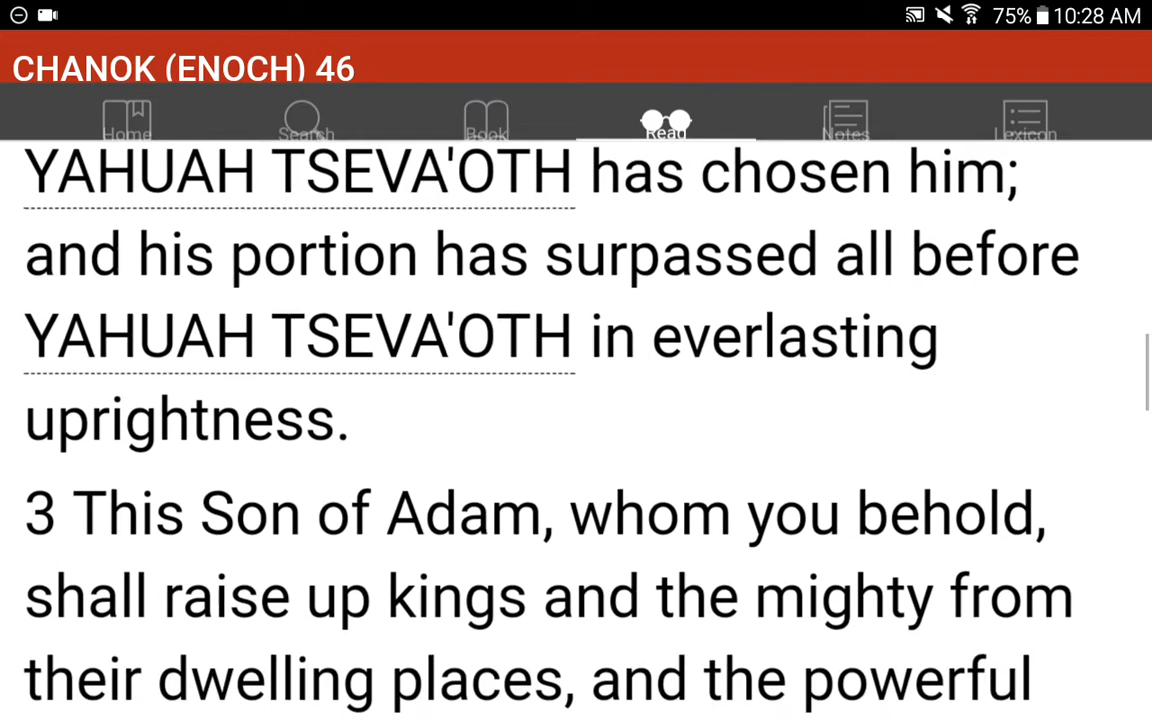 75% 10:28 AM
CHANOK (ENOCH) 46
Home Search Book Read Notes Lexicon
YAHUAH TSEVA'OTH has chosen him;
and his portion has surpassed all before
YAHUAH TSEVA'OTH in everlasting
uprightness.
3 This Son of Adam, whom you behold,
shall raise up kings and the mighty from
their dwelling places, and the powerful